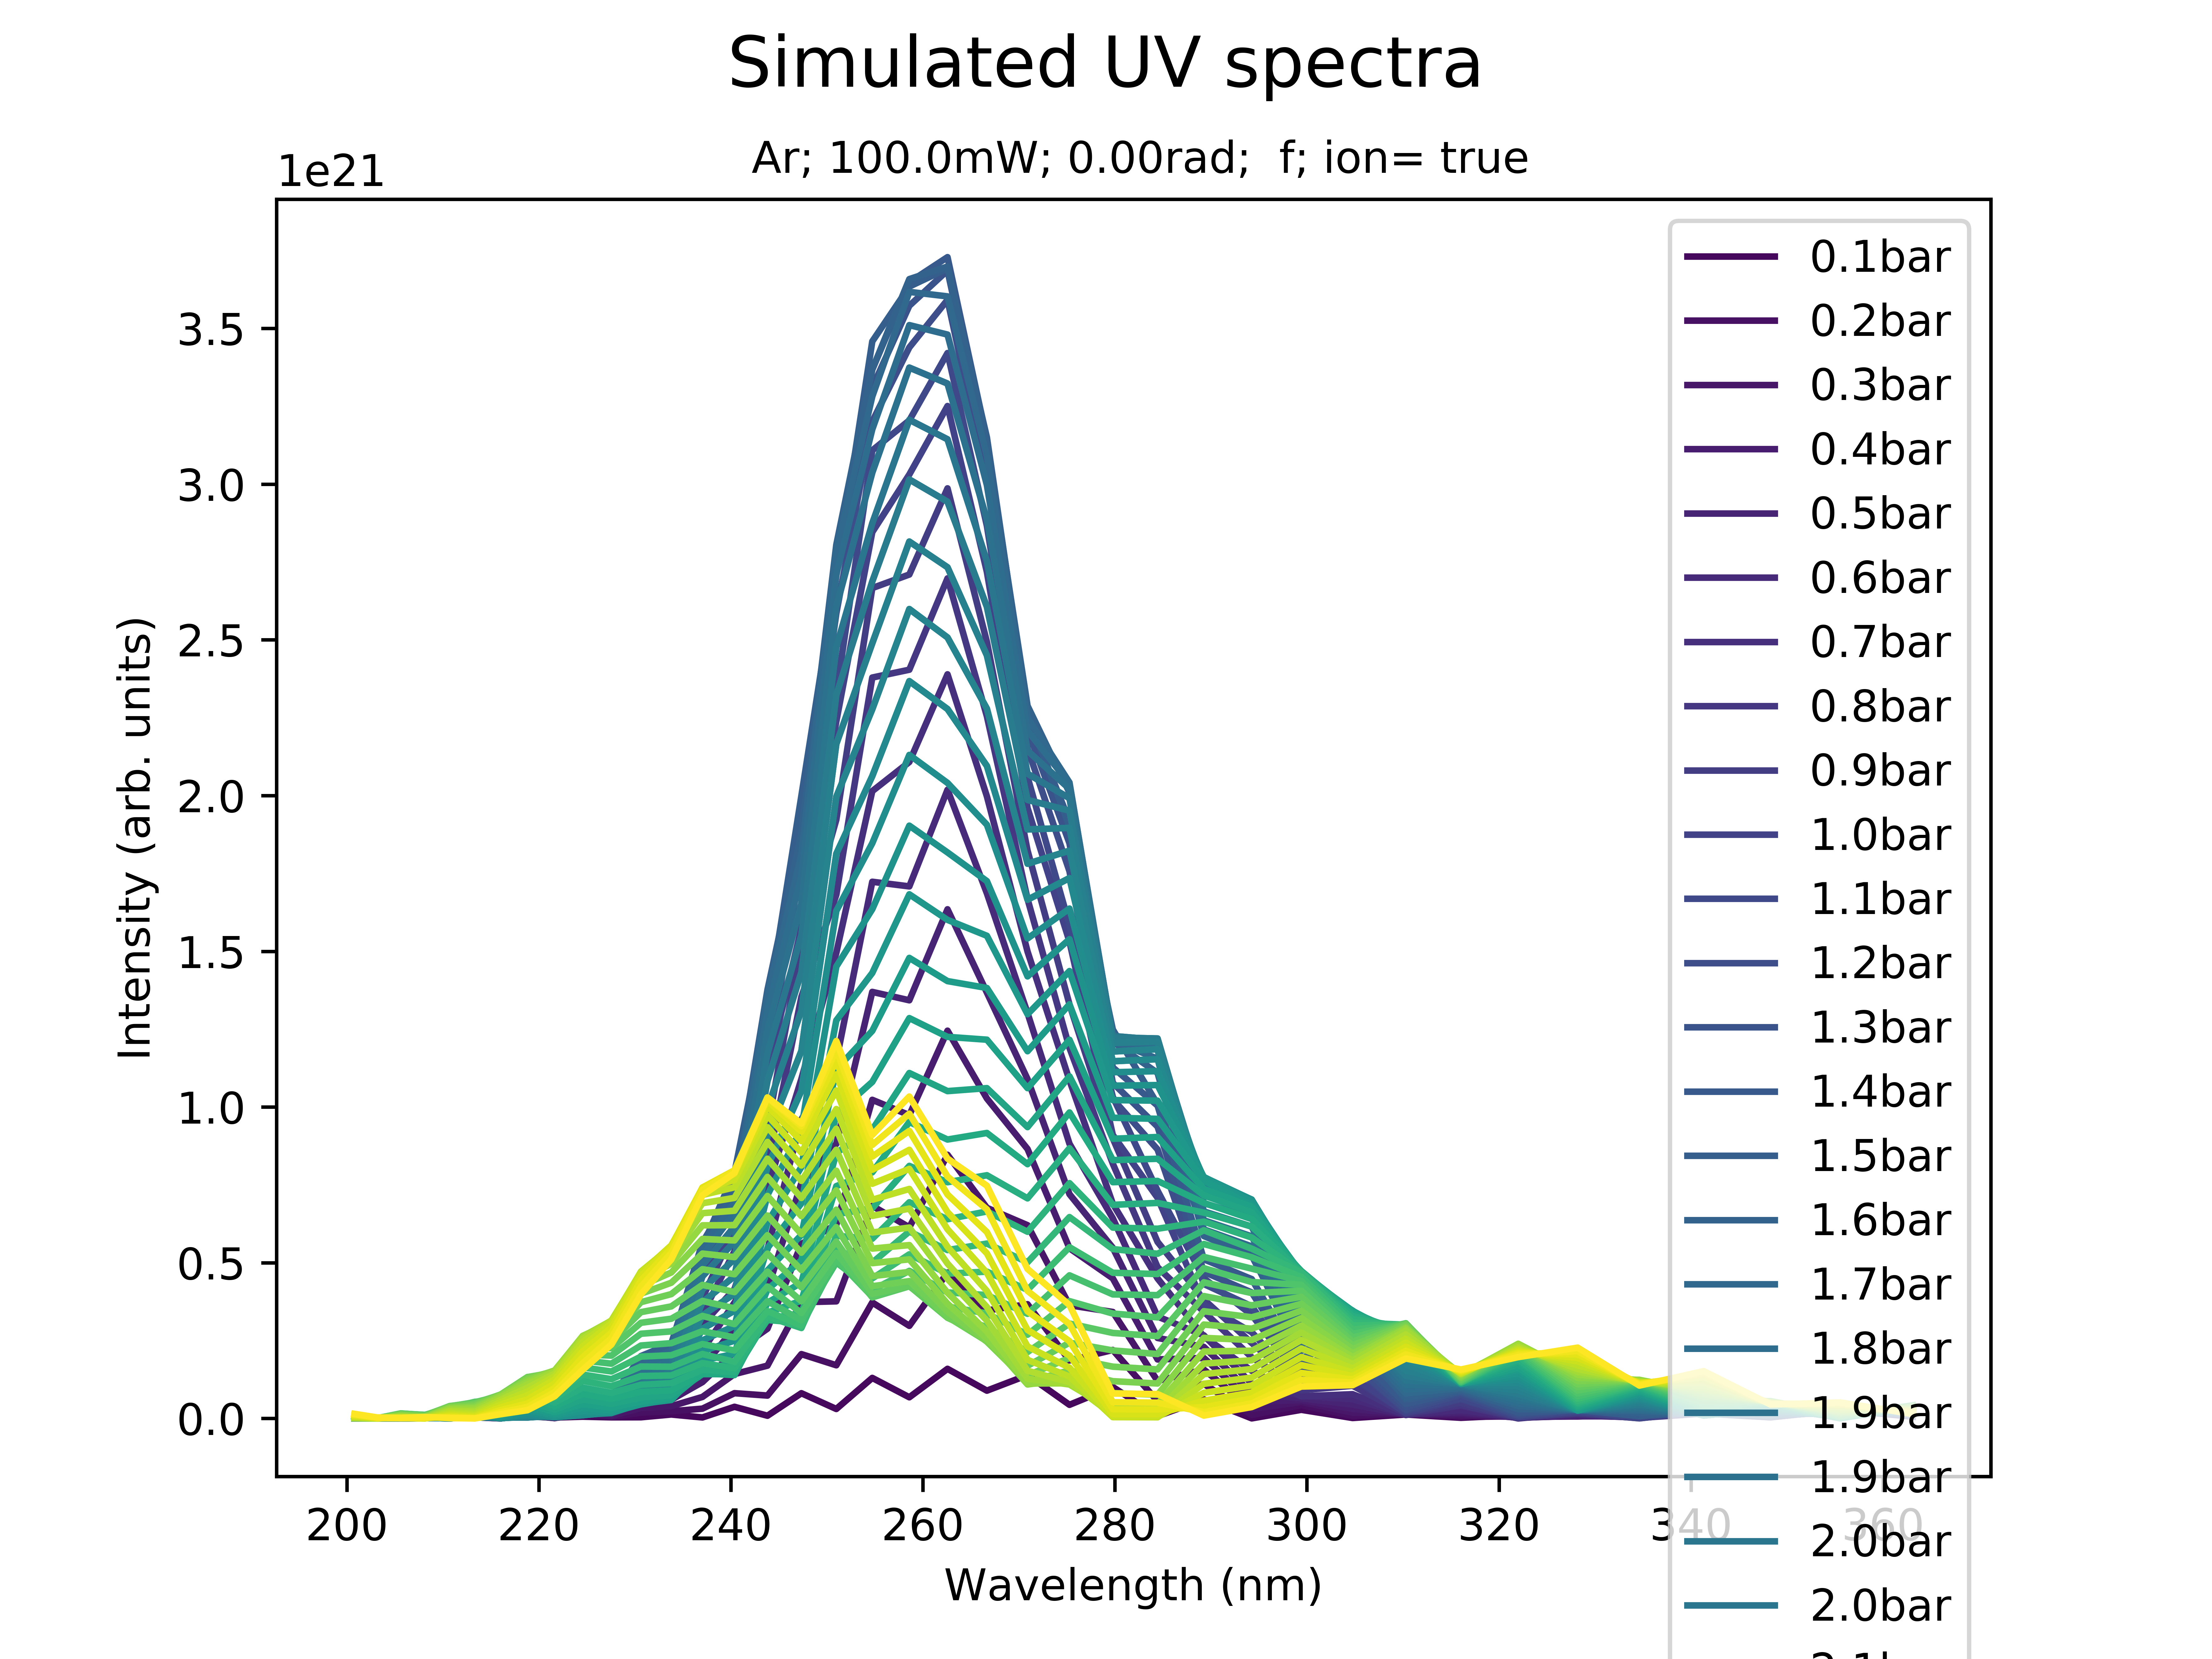 Simulated UV spectra
Ar; 100.0mW; 0.00rad;  f; ion= true
1e21
3.5
3.0
2.5
2.0
1.5
1.0
0.5
0.0
Intensity (arb. units)
200 220 240 260 280 300 320 340 360
Wavelength (nm)
0.1bar
0.2bar
0.3bar
0.4bar
0.5bar
0.6bar
0.7bar
0.8bar
0.9bar
1.0bar
1.1bar
1.2bar
1.3bar
1.4bar
1.5bar
1.6bar
1.7bar
1.8bar
1.9bar
1.9bar
2.0bar
2.0bar
2.1bar